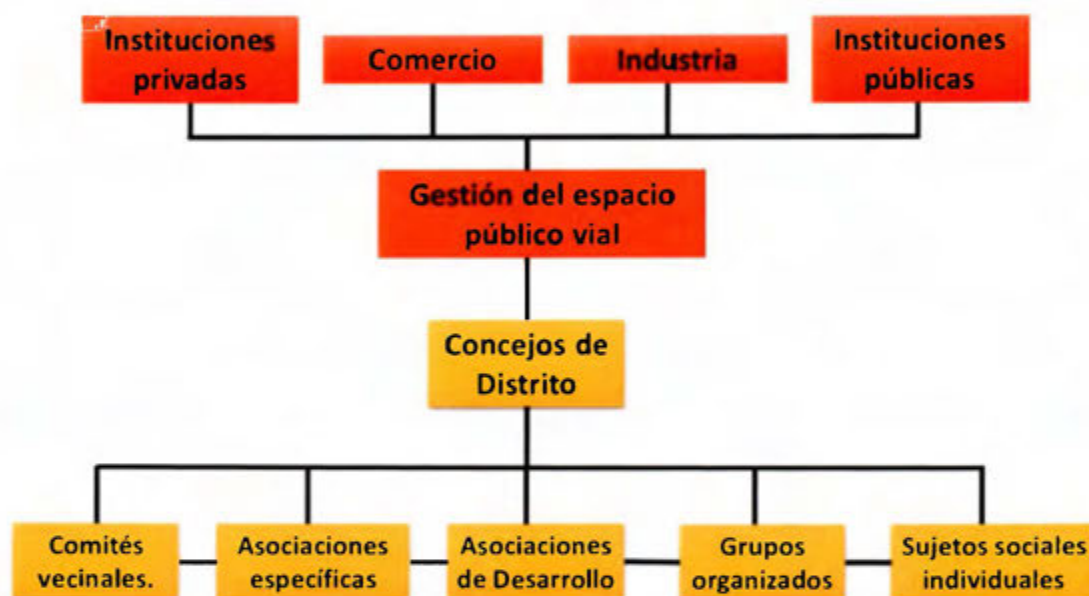 Instituciones
privadas
Comercio
Industria
Instituciones
públicas
Gestión del espacio
público vial
Concejos de
Distrito
Comités
vecinales.
Asociaciones
específicas
Asociaciones
de Desarrollo
Grupos
organizados
Sujetos sociales
individuales